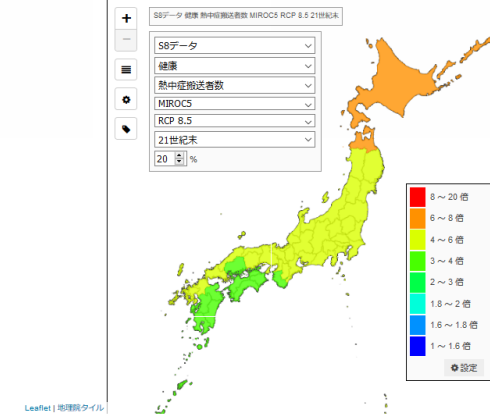 +
−
S8データ 健康 熱中症搬送者数 MIROC5 RCP 8.5 21世紀末
S8データ
健康
熱中症搬送者数
MIROC5
RCP 8.5
21世紀末
20 %
8 ～ 20 倍
6 ～ 8 倍
4 ～ 6 倍
3 ～ 4 倍
2 ～ 3 倍
1.8 ～ 2 倍
1.6 ～ 1.8 倍
1 ～ 1.6 倍
設定
Leaflet | 地理院タイル